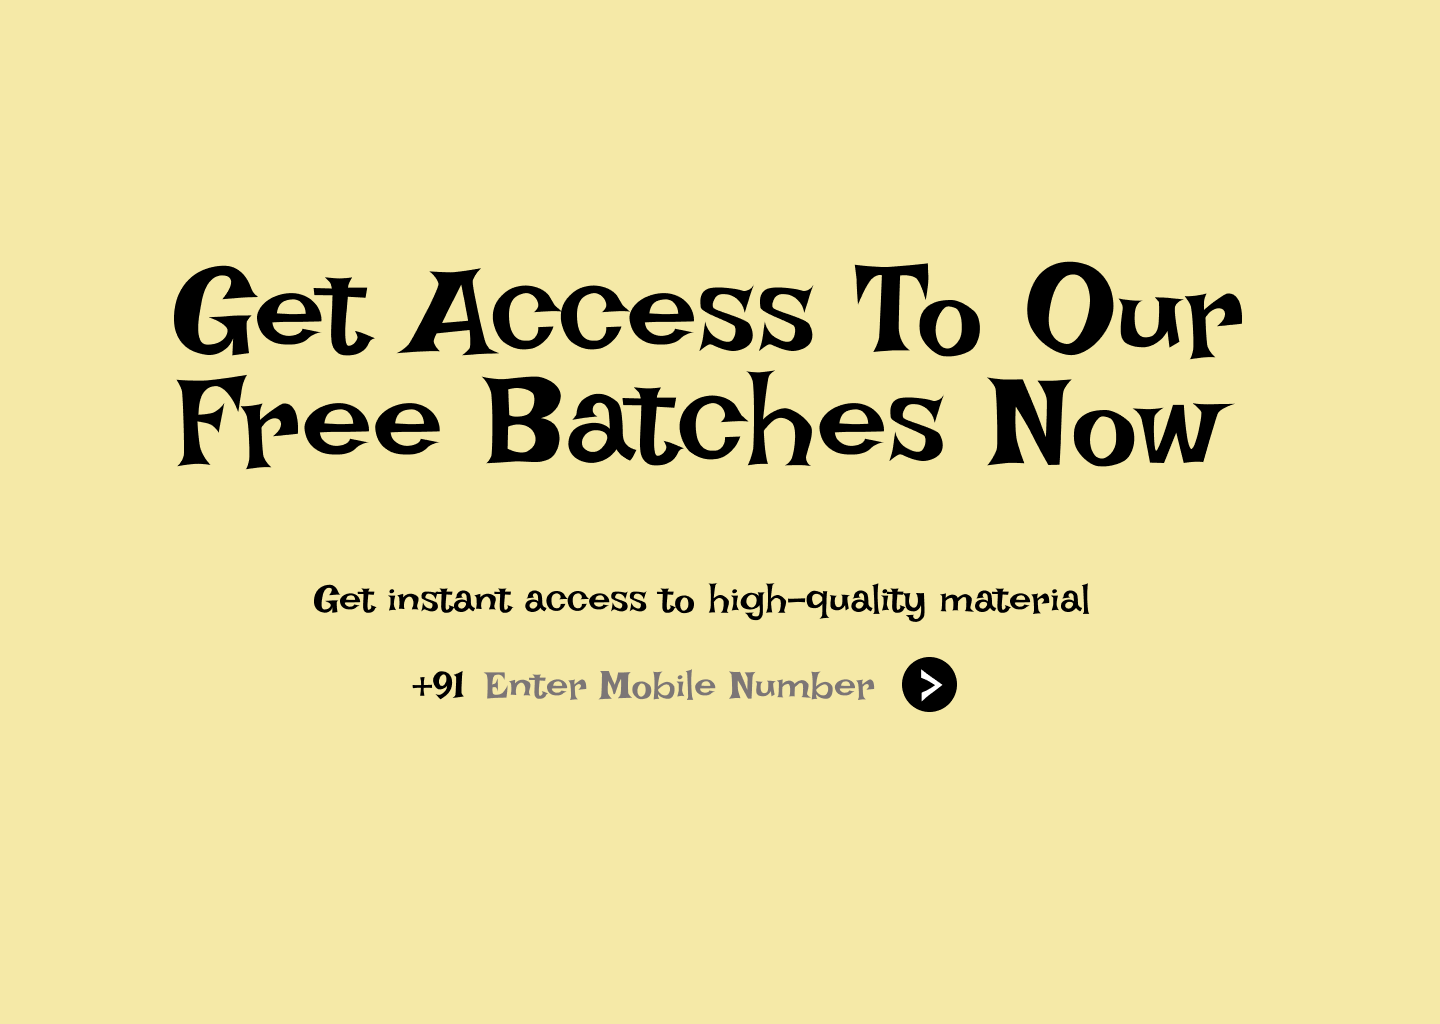 Get Access To Our
Free Batches Now
Get instant access to high-quality material
+91 Enter Mobile Number >